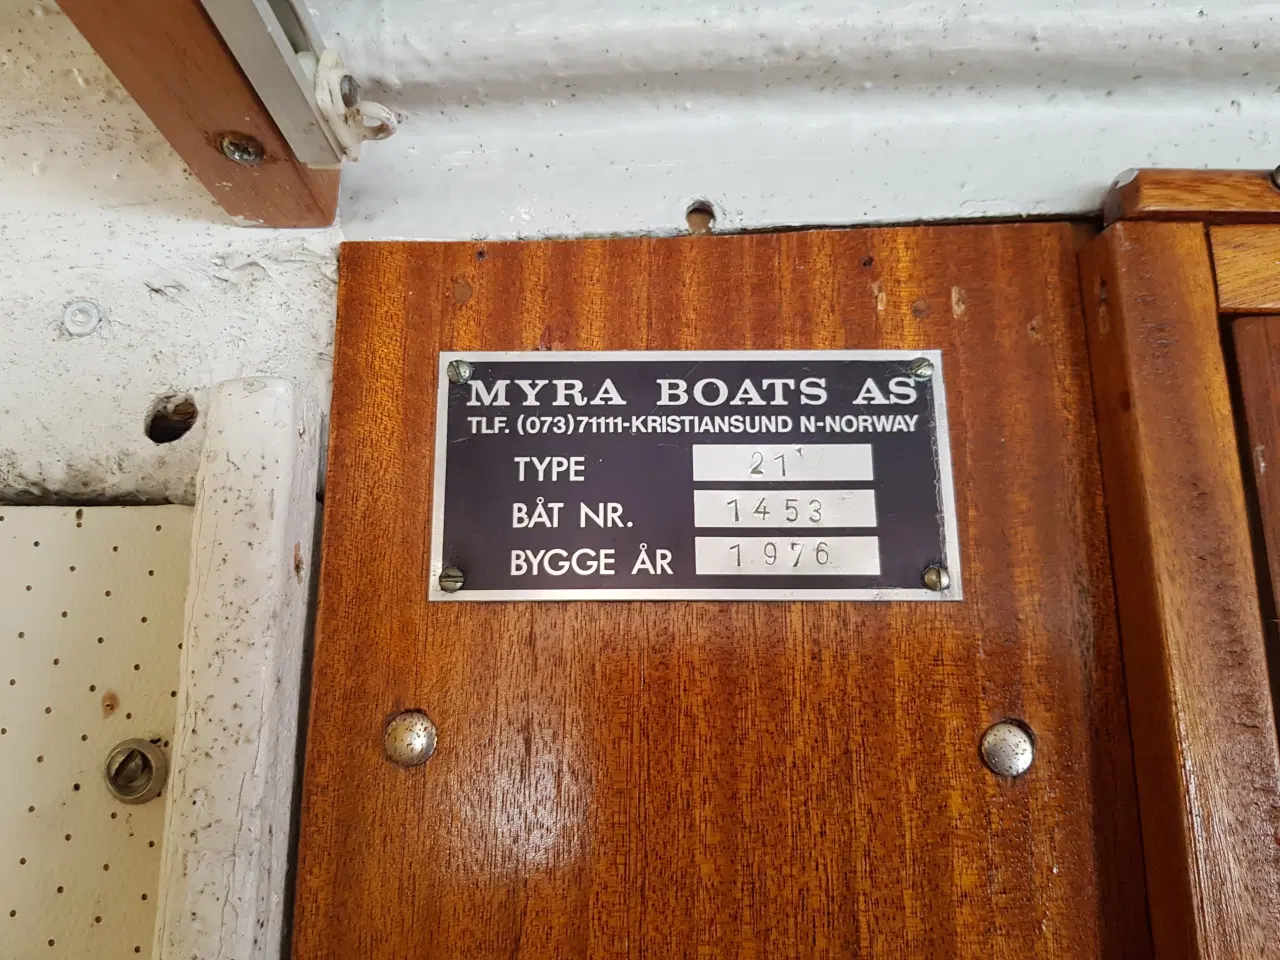 MYRA BOATS AS
TLF. (073)71111-KRISTIANSUND N-NORWAY
TYPE 21'
BÅT NR. 1453
BYGGE ÅR 1976